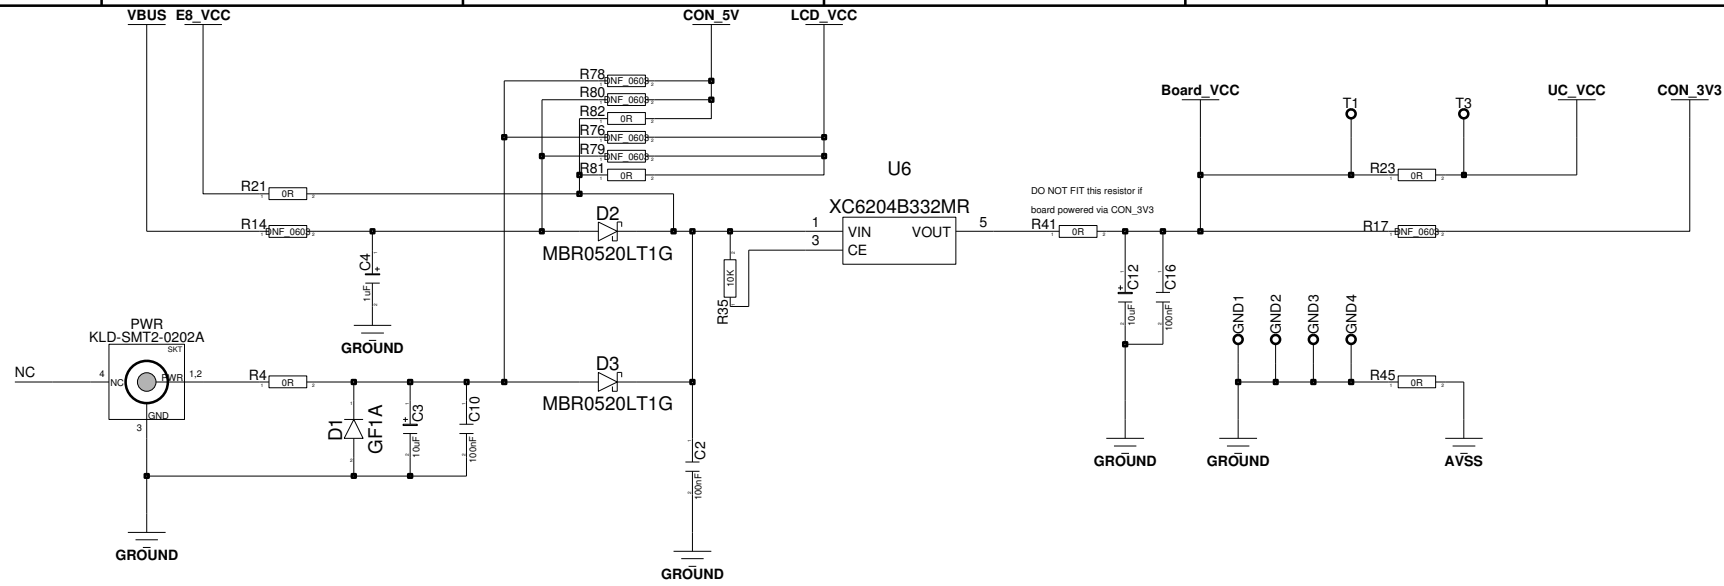 VBUS E8_VCC CON_5V LCD_VCC
R78 DNF_0603
R80 DNF_0603
R82 0R
R76 DNF_0603
R79 DNF_0603
R81 0R
Board_VCC UC_VCC CON_3V3
T1 T3
R23 0R
U6
XC6204B332MR
1 VIN VOUT 5
3 CE
DO NOT FIT this resistor if
board powered via CON_3V3
R41 0R
R17 DNF_0603
R21 0R
R14 DNF_0603
D2
MBR0520LT1G
C4 1uF
GROUND
R35 10K
C12 10uF
C16 100nF
GROUND
GND1 GND2 GND3 GND4
R45 0R
GROUND
AVSS
PWR
KLD-SMT2-0202A
SKT
NC 4 NC PWR 1,2
GND
3
R4 0R
D3
MBR0520LT1G
D1 GF1A
C3 10uF
C10 100nF
C2 100nF
GROUND
GROUND